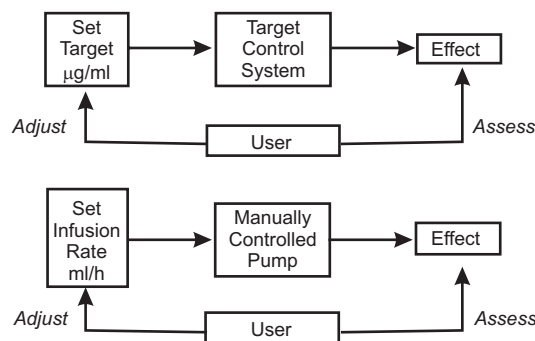 Set
Target
μg/ml
Target
Control
System
Effect
Adjust
User
Assess
Set
Infusion
Rate
ml/h
Manually
Controlled
Pump
Effect
Adjust
User
Assess